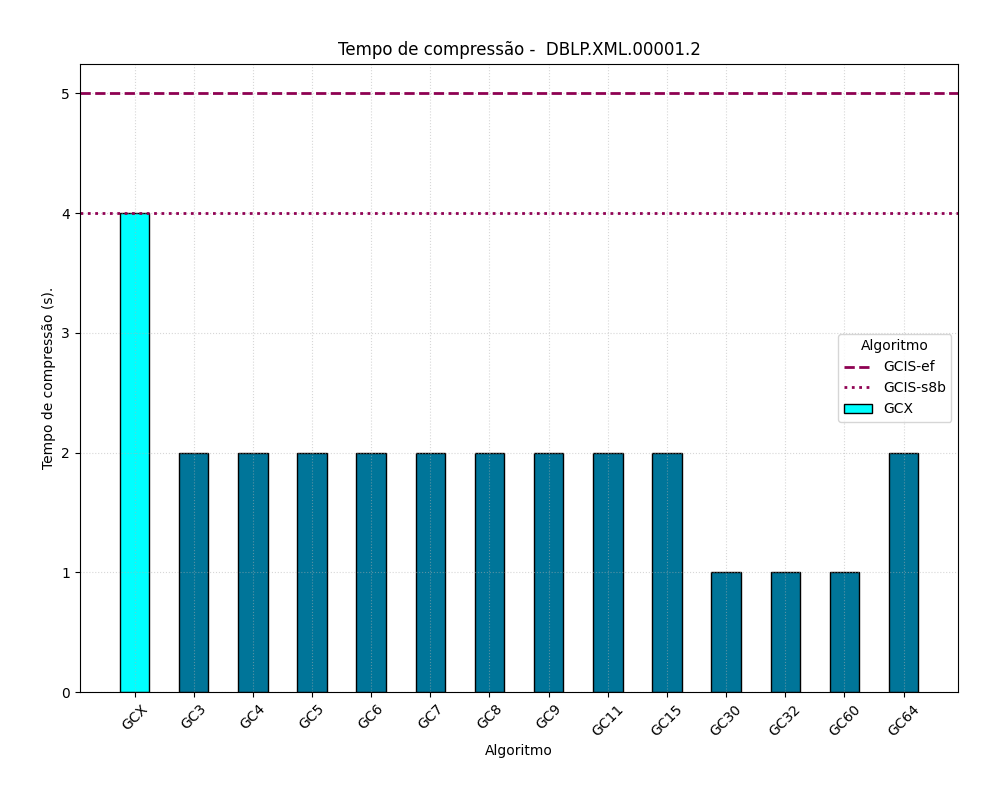 Tempo de compressão -  DBLP.XML.00001.2
Tempo de compressão (s).
5
4
3
2
1
0
Algoritmo
GCIS-ef
GCIS-s8b
GCX
GCX
GC3
GC4
GC5
GC6
GC7
GC8
GC9
GC11
GC15
GC30
GC32
GC60
GC64
Algoritmo